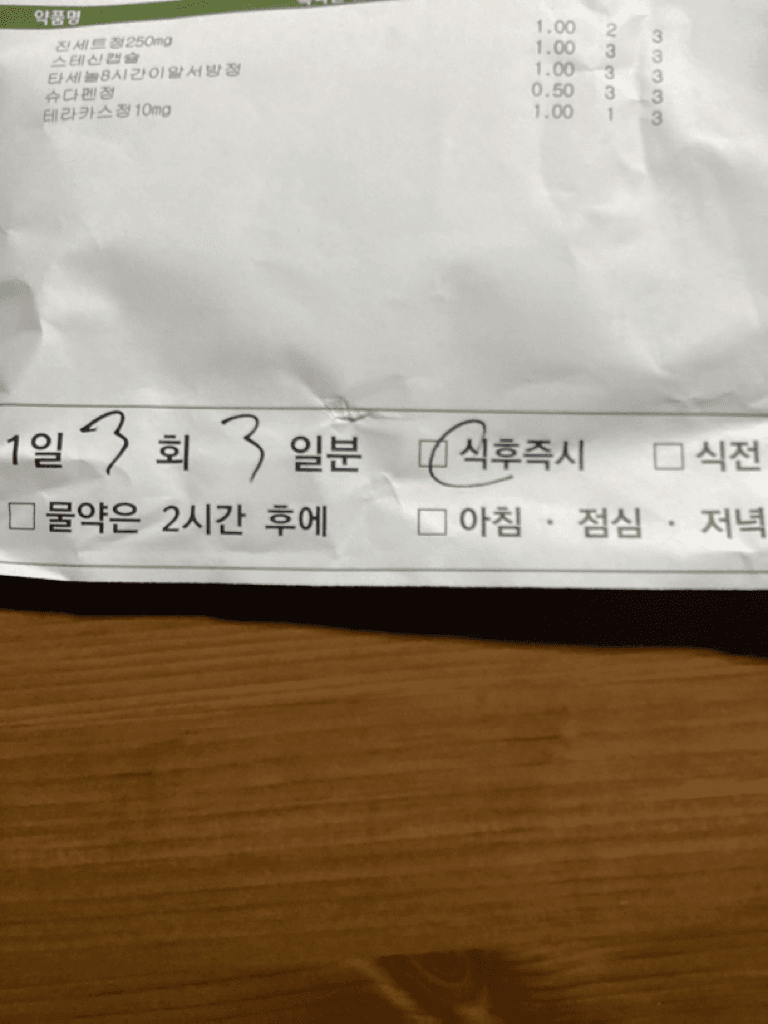 약품명
진세트정250mg 1.00 2 3
스테신캡슐 1.00 3 3
타세놀8시간이알서방정 1.00 3 3
슈다펜정 0.50 3 3
테라카스정10mg 1.00 1 3
1일 3 회 3 일분 식후즉시 식전
물약은 2시간 후에 아침 · 점심 · 저녁